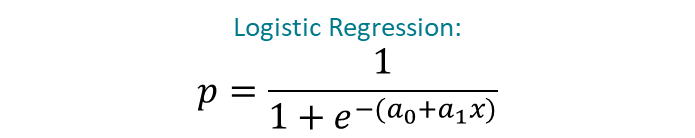 Logistic Regression:
p = 1 / (1 + e^−(a₀+a₁x))